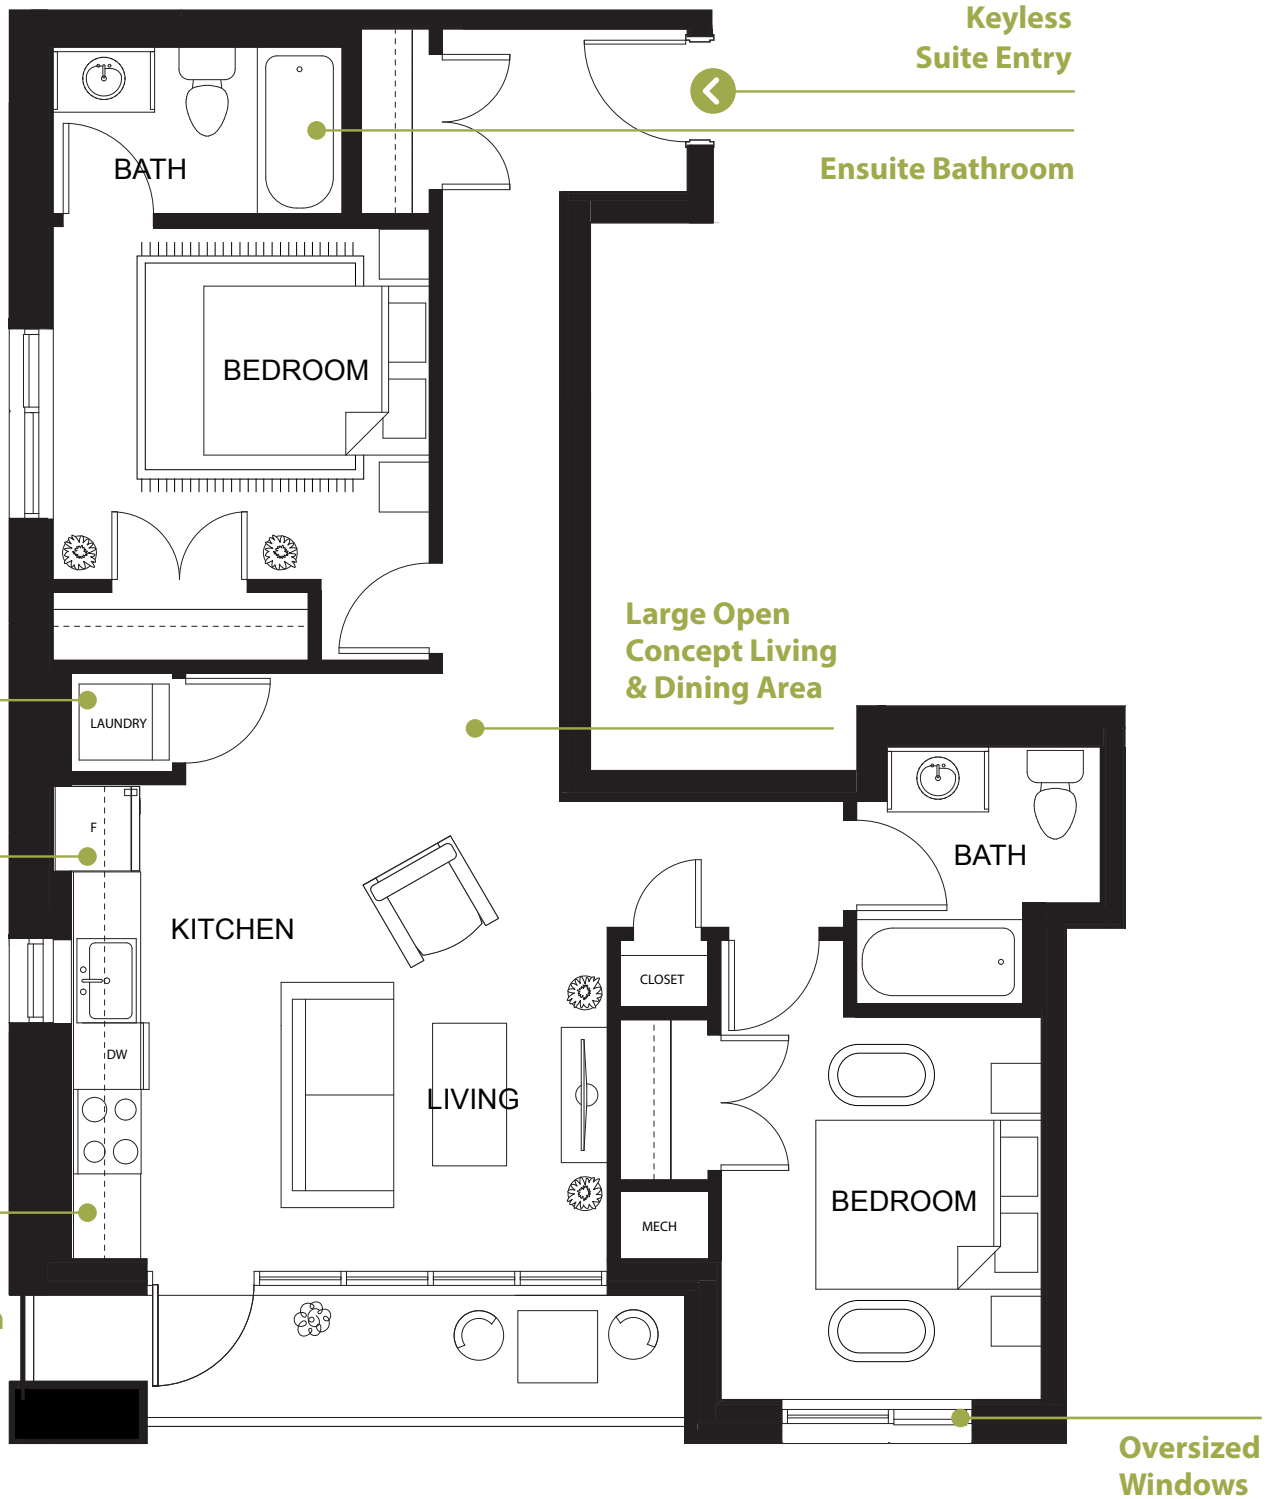 Keyless
Suite Entry
Ensuite Bathroom
BATH
BEDROOM
Large Open
Concept Living
& Dining Area
LAUNDRY
F
BATH
KITCHEN
CLOSET
DW
LIVING
BEDROOM
MECH
Oversized
Windows